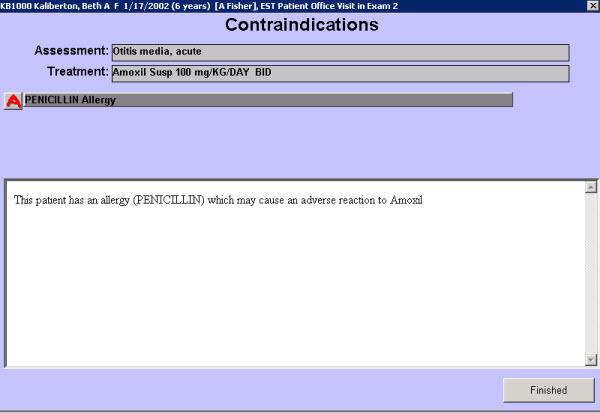 KB1000 Kaliberton, Beth A F 1/17/2002 (6 years) [A Fisher], EST Patient Office Visit in Exam 2
Contraindications
Assessment: Otitis media, acute
Treatment: Amoxil Susp 100 mg/KG/DAY BID
A PENICILLIN Allergy
This patient has an allergy (PENICILLIN) which may cause an adverse reaction to Amoxil
Finished